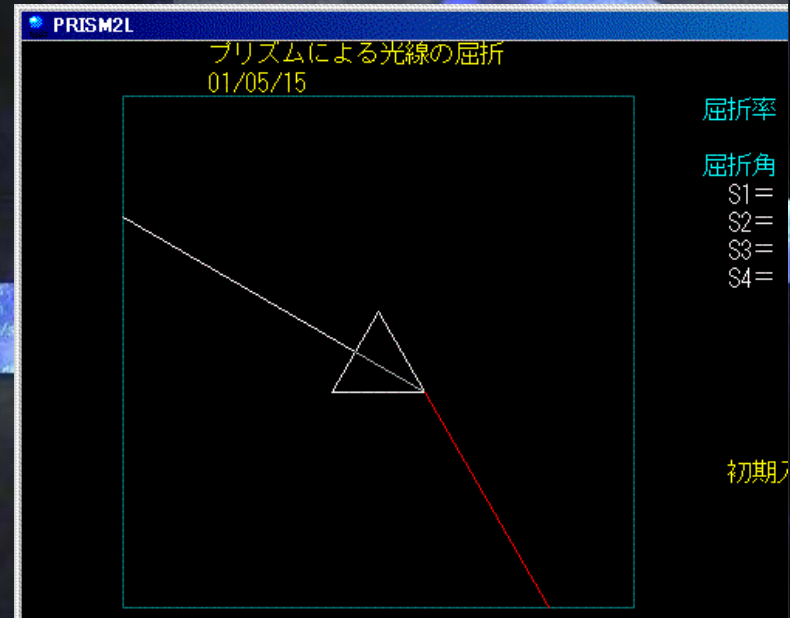 PRISM2L
プリズムによる光線の屈折
01/05/15
屈折率
屈折角
S1=
S2=
S3=
S4=
初期